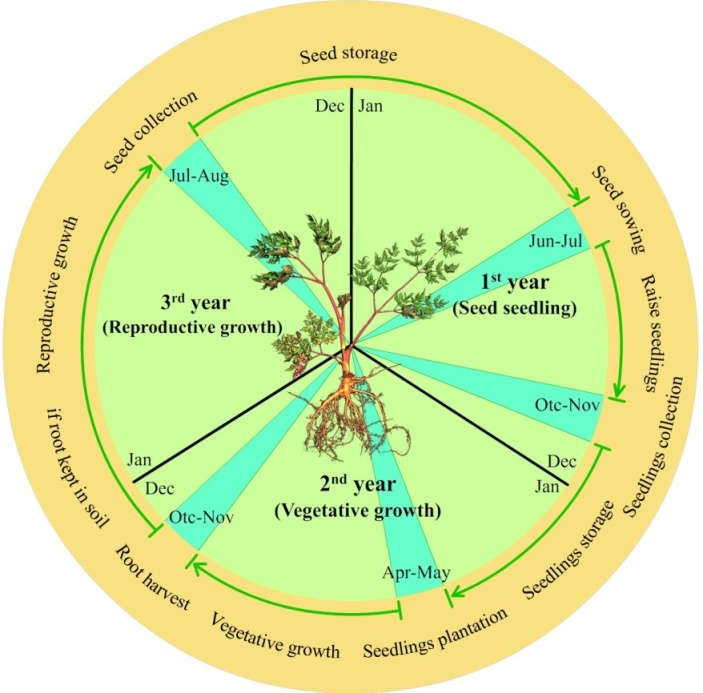 Seed storage
Dec
Jan
Seed sowing
Jun-Jul
1st year
(Seed seedling)
Raise seedlings
Otc-Nov
Seedlings collection
Dec
Jan
Seedlings storage
2nd year
(Vegetative growth)
Apr-May
Seedlings plantation
Vegetative growth
Root harvest
Otc-Nov
if root kept in soil
Jan
Dec
3rd year
(Reproductive growth)
Reproductive growth
Jul-Aug
Seed collection